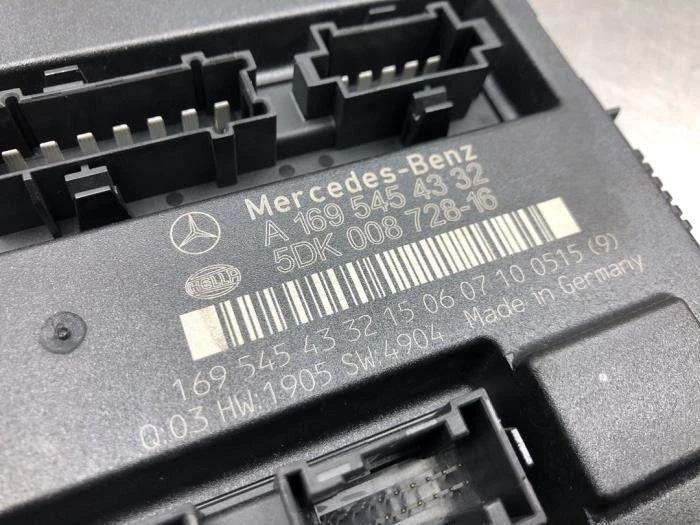 Mercedes-Benz
A 169 545 43 32
5DK 008 728-16
HELLA
169 545 43 32 15 06 07 10 0515 (9)
Q:03 HW:1905 SW:4904 Made in Germany